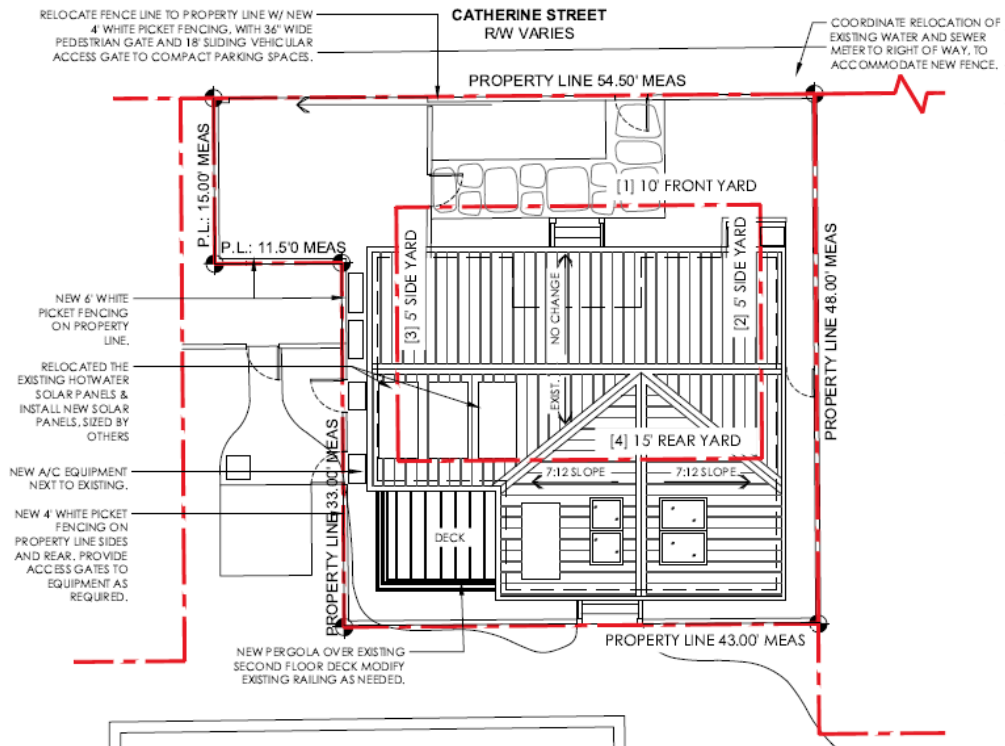 RELOCATE FENCE LINE TO PROPERTY LINE W/ NEW
4' WHITE PICKET FENCING, WITH 36" WIDE
PEDESTRIAN GATE AND 18' SLIDING VEHICULAR
ACCESS GATE TO COMPACT PARKING SPACES.
CATHERINE STREET
R/W VARIES
COORDINATE RELOCATION OF
EXISTING WATER AND SEWER
METER TO RIGHT OF WAY, TO
ACCOMMODATE NEW FENCE.
PROPERTY LINE 54.50' MEAS
P.L.: 15.00' MEAS
P.L.: 11.5'0 MEAS
[1] 10' FRONT YARD
[3] 5' SIDE YARD
NO CHANGE
EXIST.
[2] 5' SIDE YARD
PROPERTY LINE 48.00' MEAS
NEW 6' WHITE
PICKET FENCING
ON PROPERTY
LINE.
RELOCATED THE
EXISTING HOTWATER
SOLAR PANELS &
INSTALL NEW SOLAR
PANELS, SIZED BY
OTHERS
[4] 15' REAR YARD
7:12 SLOPE
7:12 SLOPE
NEW A/C EQUIPMENT
NEXT TO EXISTING.
NEW 4' WHITE PICKET
FENCING ON
PROPERTY LINE SIDES
AND REAR. PROVIDE
ACCESS GATES TO
EQUIPMENT AS
REQUIRED.
PROPERTY LINE 33.00' MEAS
DECK
PROPERTY LINE 43.00' MEAS
NEW PERGOLA OVER EXISTING
SECOND FLOOR DECK MODIFY
EXISTING RAILING AS NEEDED.